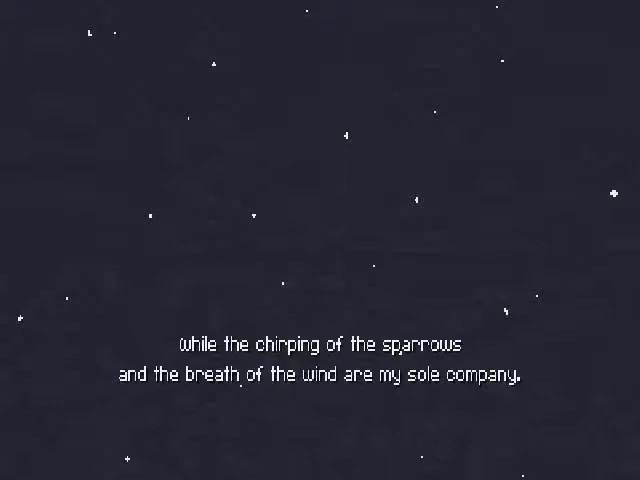 While the chirping of the sparrows
and the breath of the wind are my sole company.